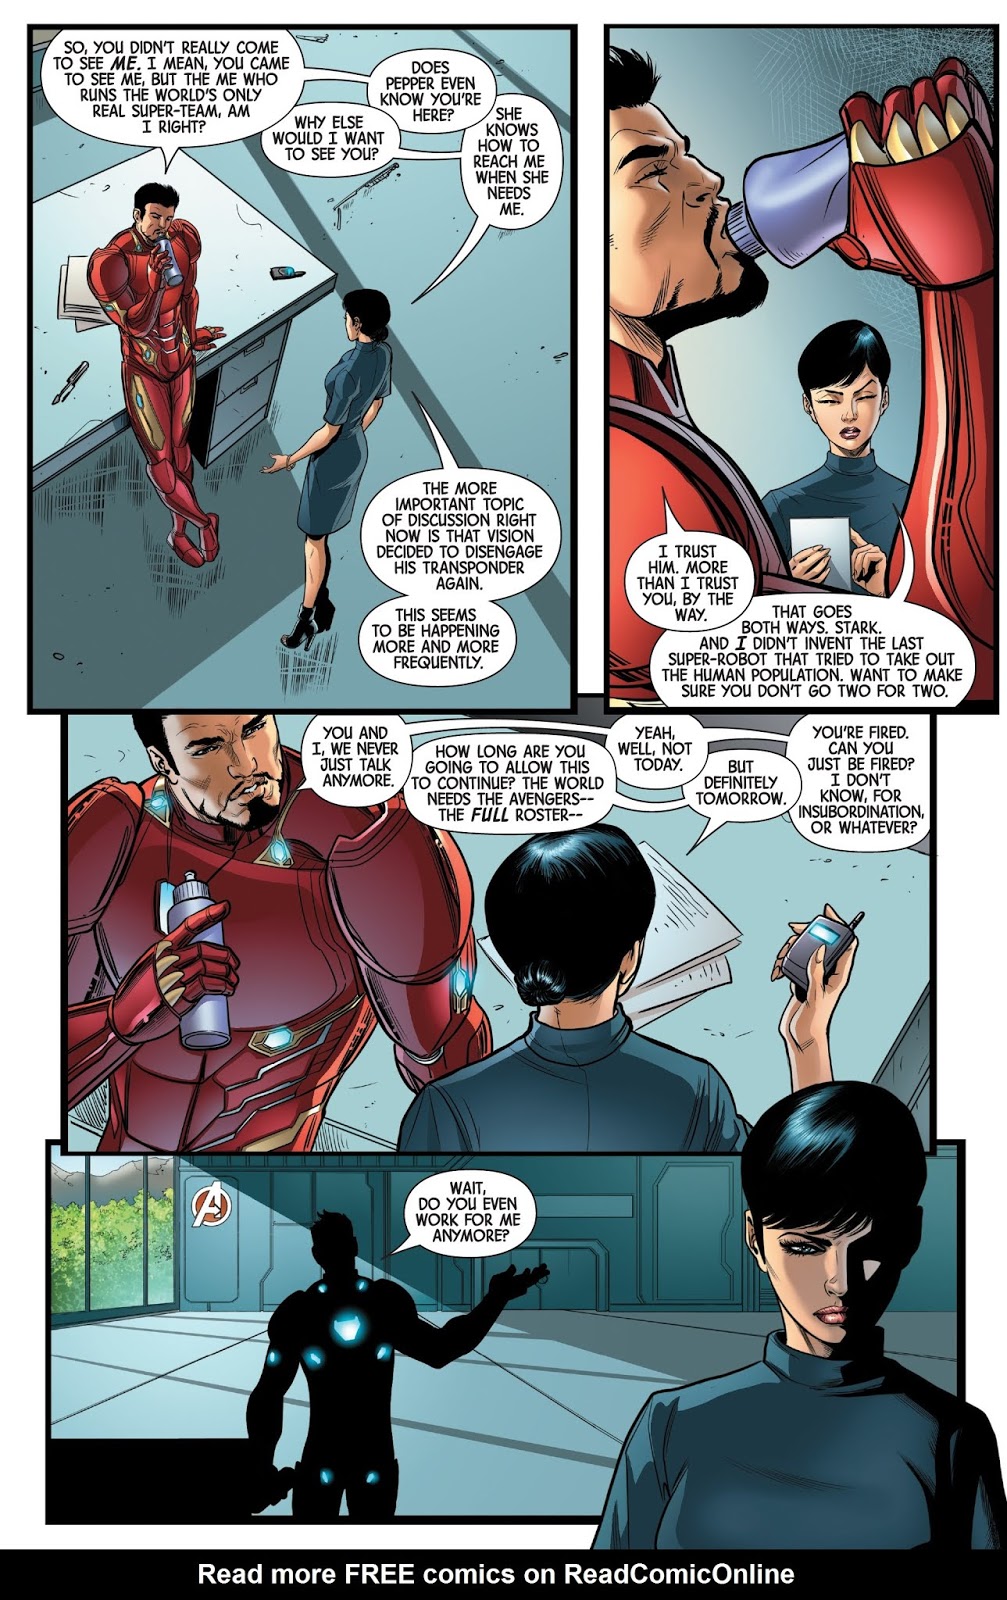 SO, YOU DIDN'T REALLY COME
TO SEE ME. I MEAN, YOU CAME
TO SEE ME, BUT THE ME WHO
RUNS THE WORLD'S ONLY
REAL SUPER-TEAM, AM
I RIGHT?
WHY ELSE
WOULD I WANT
TO SEE YOU?
DOES
PEPPER EVEN
KNOW YOU'RE
HERE?
SHE
KNOWS
HOW TO
REACH ME
WHEN SHE
NEEDS
ME.
THE MORE
IMPORTANT TOPIC
OF DISCUSSION RIGHT
NOW IS THAT VISION
DECIDED TO DISENGAGE
HIS TRANSPONDER
AGAIN.
THIS SEEMS
TO BE HAPPENING
MORE AND MORE
FREQUENTLY.
I TRUST
HIM. MORE
THAN I TRUST
YOU, BY THE
WAY.
THAT GOES
BOTH WAYS. STARK.
AND I DIDN'T INVENT THE LAST
SUPER-ROBOT THAT TRIED TO TAKE OUT
THE HUMAN POPULATION. WANT TO MAKE
SURE YOU DON'T GO TWO FOR TWO.
YOU AND
I, WE NEVER
JUST TALK
ANYMORE.
HOW LONG ARE YOU
GOING TO ALLOW THIS
TO CONTINUE? THE WORLD
NEEDS THE AVENGERS--
THE FULL ROSTER--
YEAH,
WELL, NOT
TODAY.
BUT
DEFINITELY
TOMORROW.
YOU'RE FIRED.
CAN YOU
JUST BE FIRED?
I DON'T
KNOW, FOR
INSUBORDINATION,
OR WHATEVER?
WAIT,
DO YOU EVEN
WORK FOR ME
ANYMORE?
Read more FREE comics on ReadComicOnline